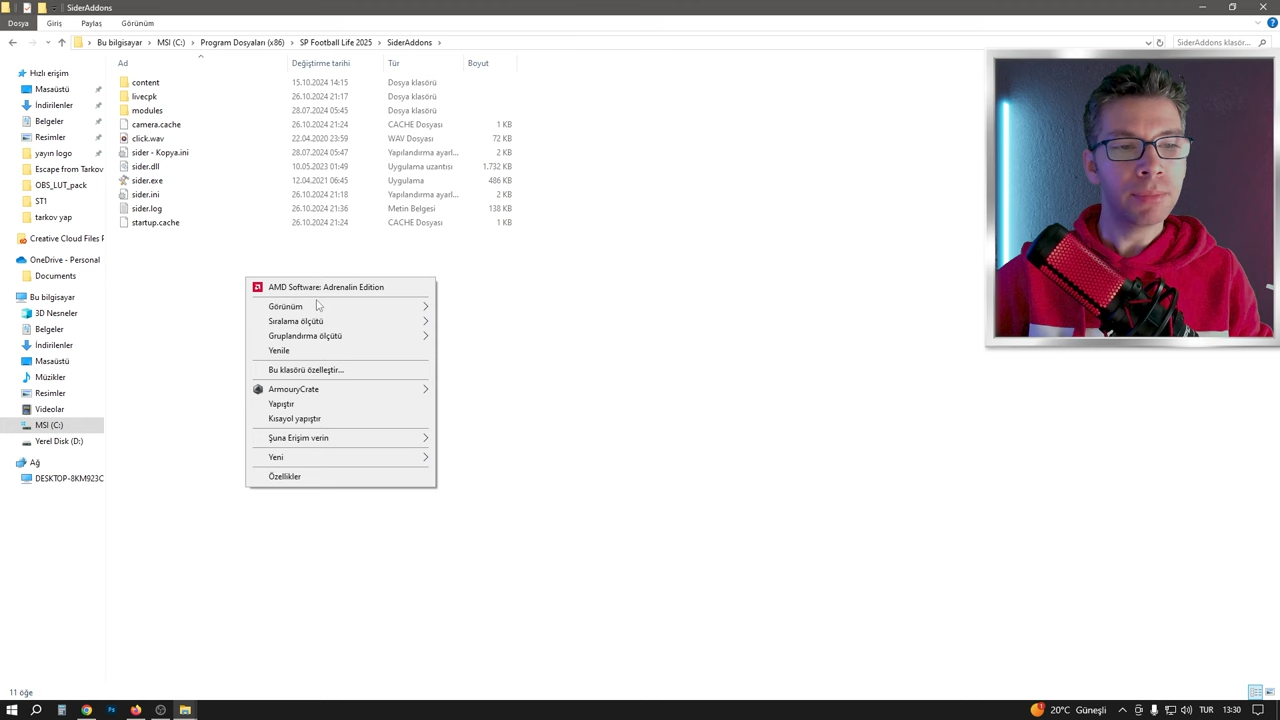 SiderAddons
Dosya Giriş Paylaş Görünüm
Bu bilgisayar MSI (C:) Program Dosyaları (x86) SP Football Life 2025 SiderAddons
SiderAddons klasör...
Ad Değiştirme tarihi Tür Boyut
content 15.10.2024 14:15 Dosya klasörü
livecpk 26.10.2024 21:17 Dosya klasörü
modules 28.07.2024 05:45 Dosya klasörü
camera.cache 26.10.2024 21:24 CACHE Dosyası 1 KB
click.wav 22.04.2020 23:59 WAV Dosyası 72 KB
sider - Kopya.ini 28.07.2024 05:47 Yapılandırma ayarl... 2 KB
sider.dll 10.05.2023 01:49 Uygulama uzantısı 1.732 KB
sider.exe 12.04.2021 06:45 Uygulama 486 KB
sider.ini 26.10.2024 21:18 Yapılandırma ayarl... 2 KB
sider.log 26.10.2024 21:36 Metin Belgesi 138 KB
startup.cache 26.10.2024 21:24 CACHE Dosyası 1 KB
Hızlı erişim
Masaüstü
İndirilenler
Belgeler
Resimler
yayın logo
Escape from Tarkov
OBS_LUT_pack
ST1
tarkov yap
Creative Cloud Files F
OneDrive - Personal
Documents
Bu bilgisayar
3D Nesneler
Belgeler
İndirilenler
Masaüstü
Müzikler
Resimler
Videolar
MSI (C:)
Yerel Disk (D:)
Ağ
DESKTOP-8KM923C
AMD Software: Adrenalin Edition
Görünüm
Sıralama ölçütü
Gruplandırma ölçütü
Yenile
Bu klasörü özelleştir...
ArmouryCrate
Yapıştır
Kısayol yapıştır
Şuna Erişim verin
Yeni
Özellikler
11 öğe
20°C Güneşli TUR 13:30